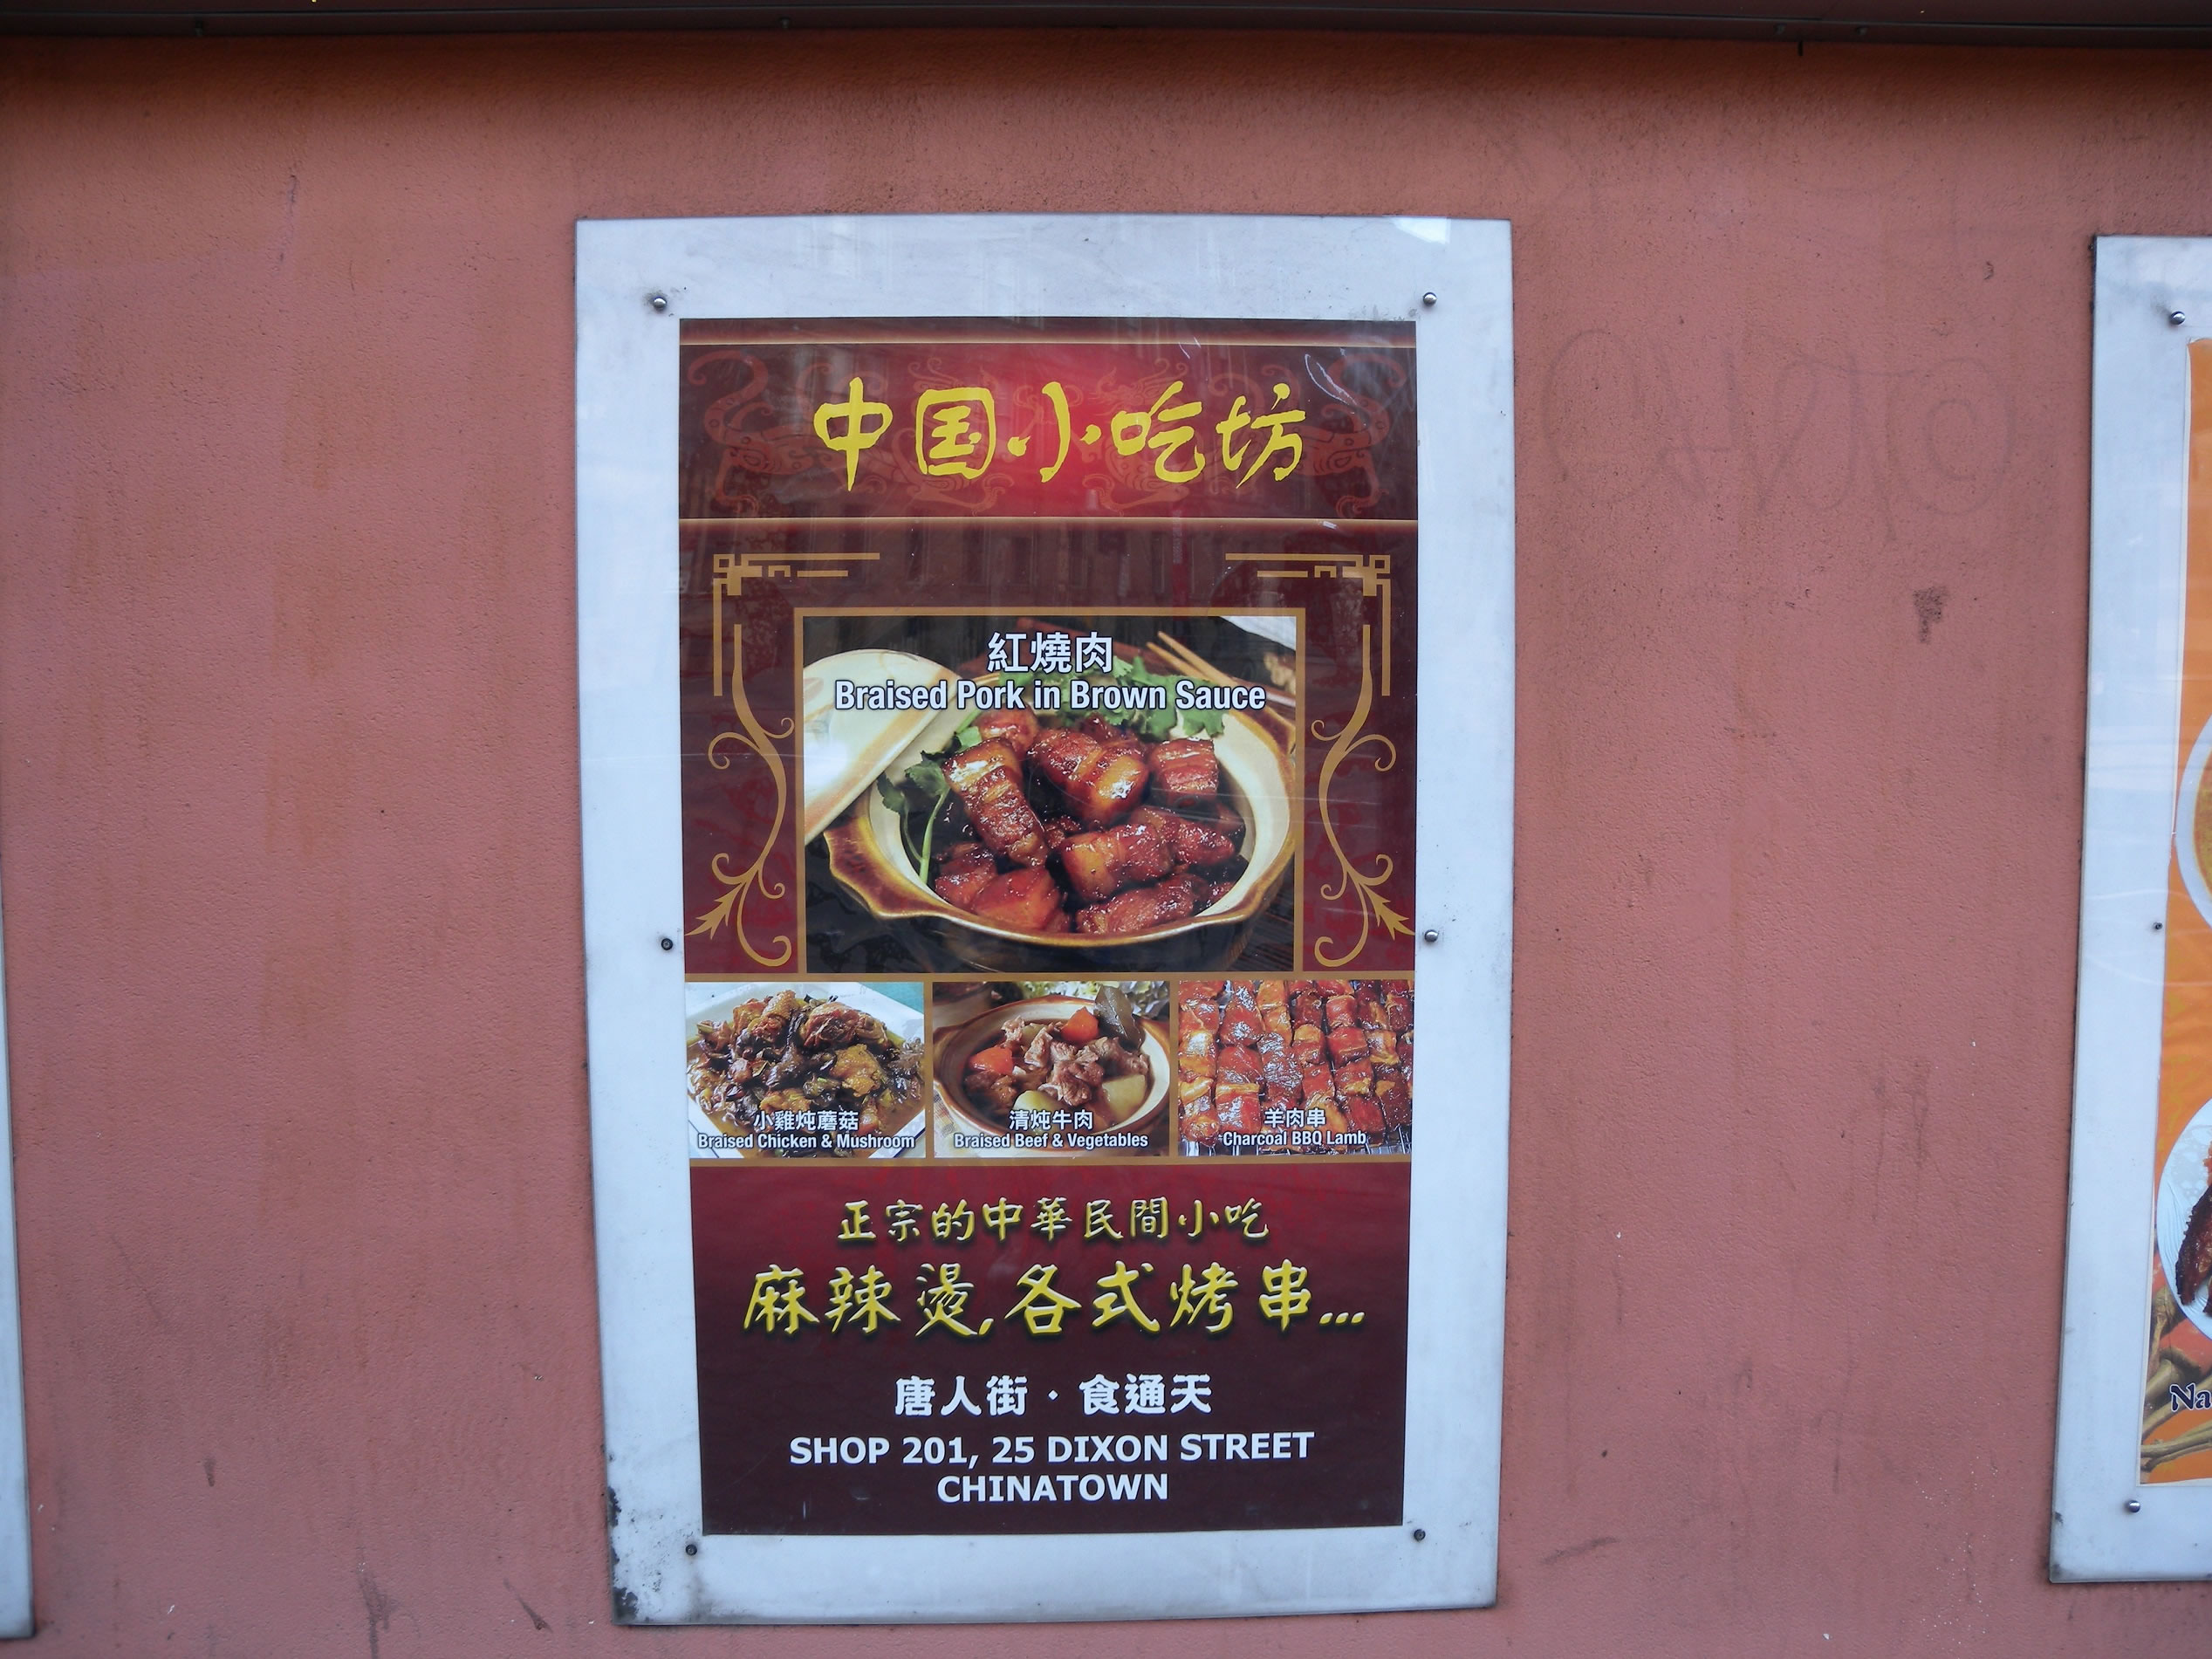 中国小吃坊
紅燒肉
Braised Pork in Brown Sauce
小雞炖蘑菇
Braised Chicken & Mushroom
清炖牛肉
Braised Beef & Vegetables
羊肉串
Charcoal BBQ Lamb
正宗的中華民間小吃
麻辣燙,各式烤串...
唐人街·食通天
SHOP 201, 25 DIXON STREET
CHINATOWN